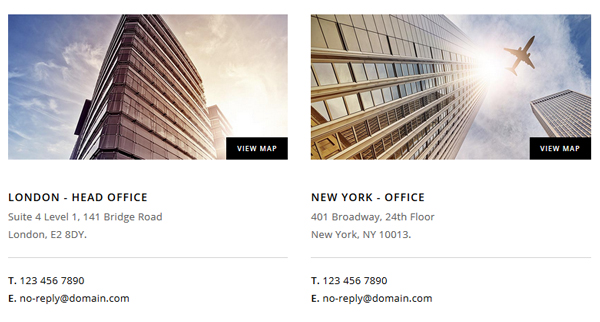 VIEW MAP
VIEW MAP
LONDON - HEAD OFFICE
Suite 4 Level 1, 141 Bridge Road
London, E2 8DY.
T. 123 456 7890
E. no-reply@domain.com
NEW YORK - OFFICE
401 Broadway, 24th Floor
New York, NY 10013.
T. 123 456 7890
E. no-reply@domain.com